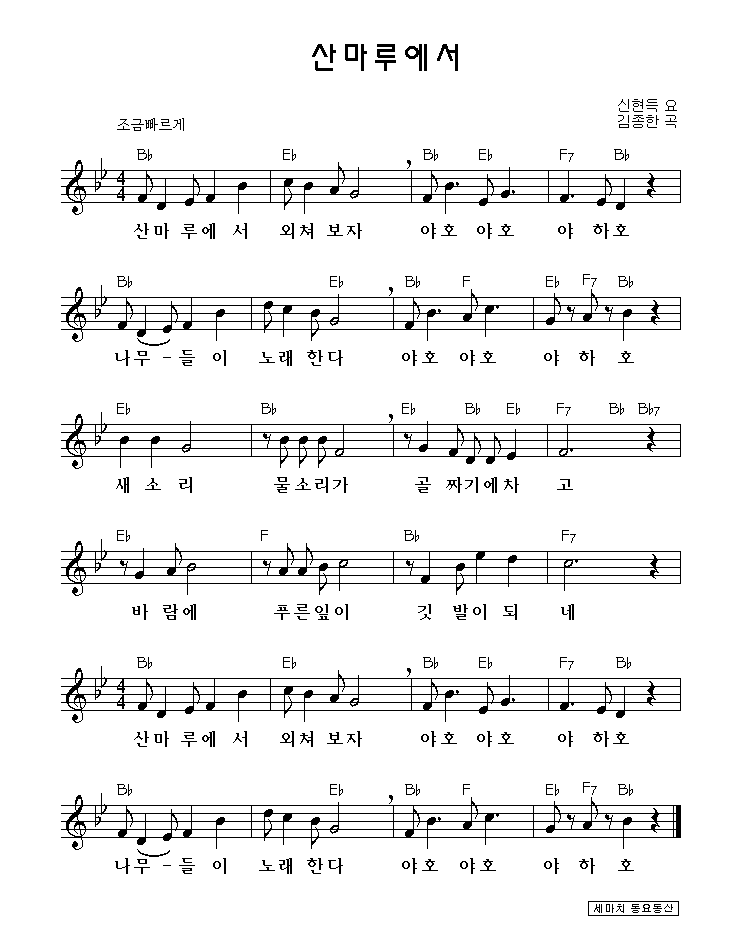 산마루에서
신현득 요
조금빠르게
김종한 곡
B♭ E♭ B♭ E♭ F7 B♭
4/4
산마 루에 서 외쳐 보자 야호 야호 야 하호
B♭ E♭ B♭ F E♭ F7 B♭
나무 - 들 이 노래 한다 야호 야호 야 하 호
E♭ B♭ E♭ B♭ E♭ F7 B♭ B♭7
새 소 리 물소리가 골 짜기에차 고
E♭ F B♭ F7
바 람에 푸른잎이 깃 발이 되 네
B♭ E♭ B♭ E♭ F7 B♭
4/4
산마 루에 서 외쳐 보자 야호 야호 야 하호
B♭ E♭ B♭ F E♭ F7 B♭
나무 - 들 이 노래 한다 야호 야호 야 하 호
세마치 동요동산